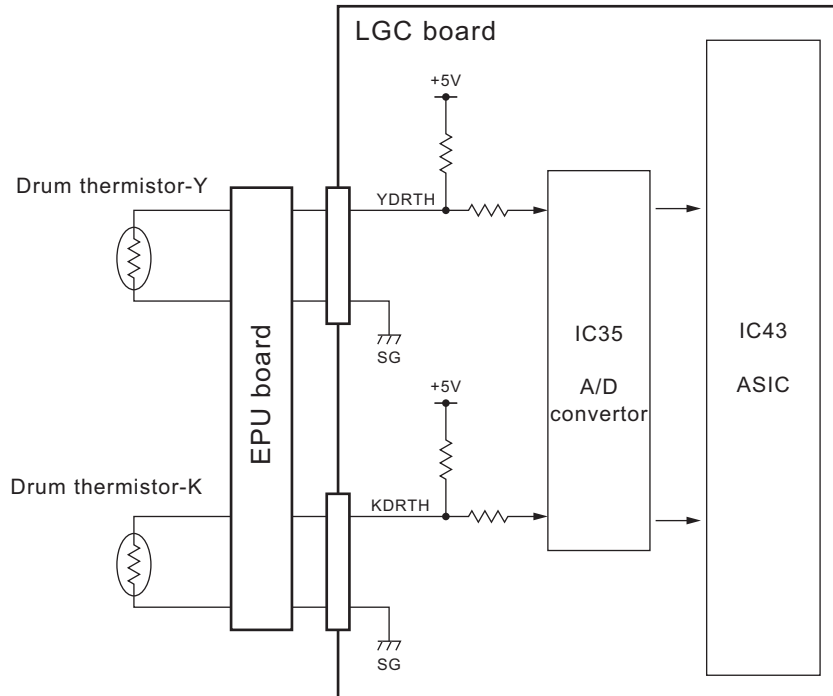 LGC board
+5V
Drum thermistor-Y
YDRTH
SG
IC35
A/D
convertor
IC43
ASIC
EPU board
+5V
Drum thermistor-K
KDRTH
SG